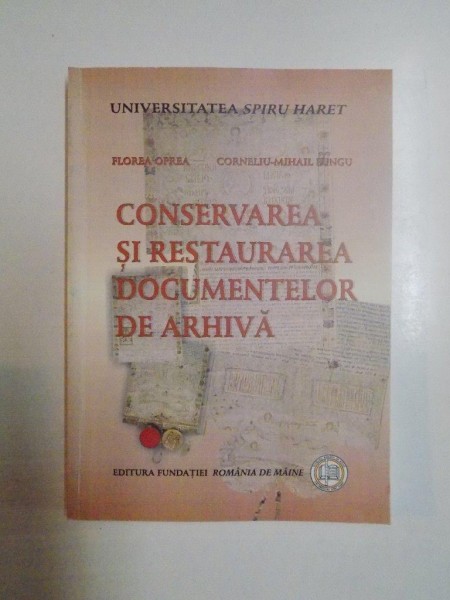 UNIVERSITATEA SPIRU HARET
FLOREA OPREA CORNELIU-MIHAIL LUNGU
CONSERVAREA
ȘI RESTAURAREA
DOCUMENTELOR
DE ARHIVĂ
EDITURA FUNDAȚIEI ROMÂNIA DE MÂINE